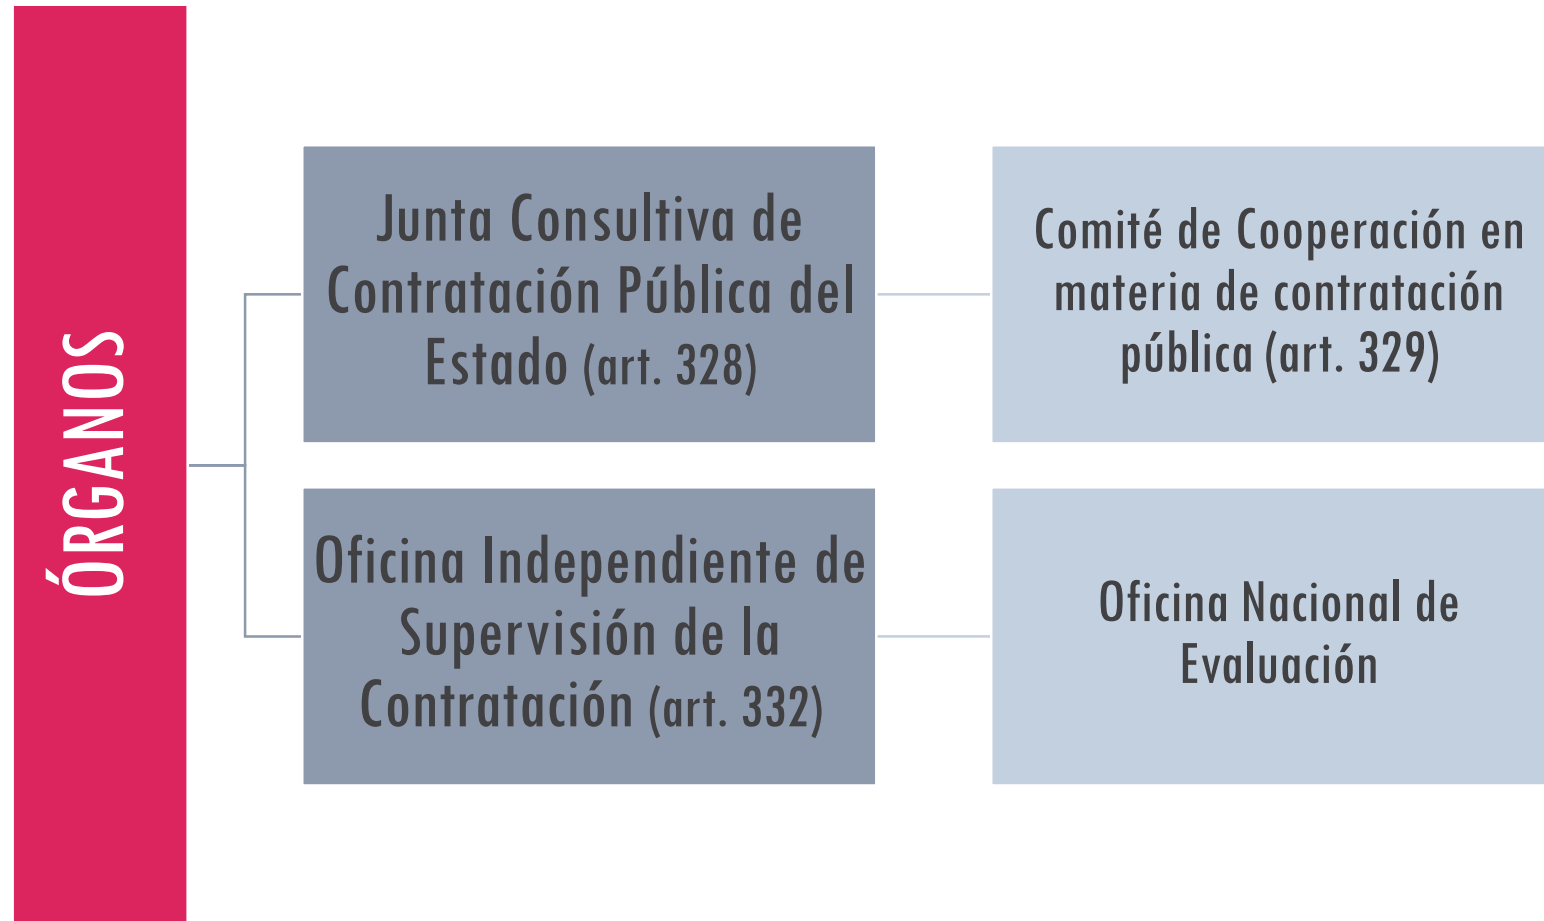 ÓRGANOS
Junta Consultiva de
Contratación Pública del
Estado (art. 328)
Comité de Cooperación en
materia de contratación
pública (art. 329)
Oficina Independiente de
Supervisión de la
Contratación (art. 332)
Oficina Nacional de
Evaluación